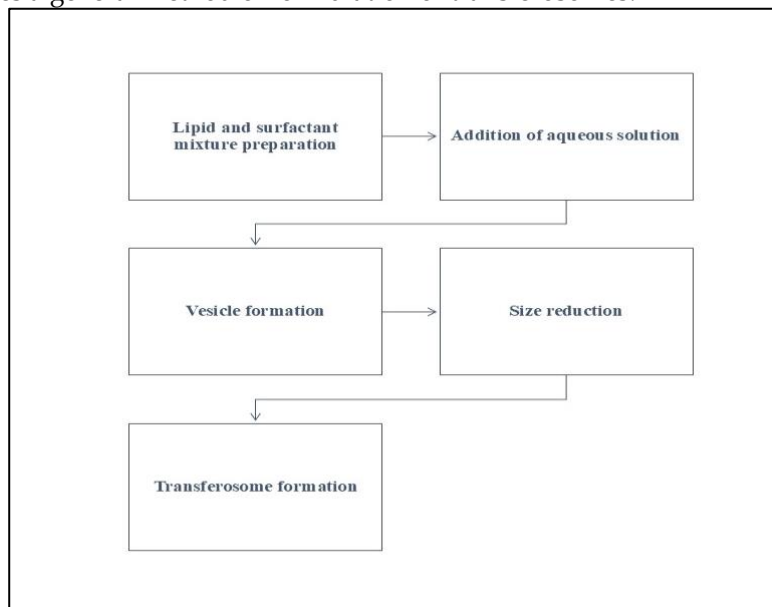 Lipid and surfactant
mixture preparation
Addition of aqueous solution
Vesicle formation
Size reduction
Transferosome formation